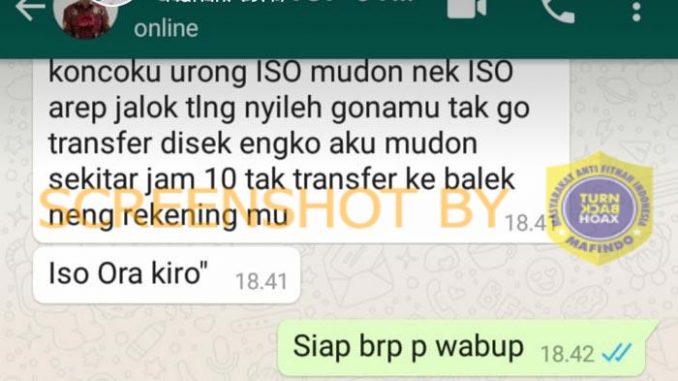 online
koncoku urong ISO mudon nek ISO
arep jalok tlng nyileh gonamu tak go
transfer disek engko aku mudon
sekitar jam 10 tak transfer ke balek
neng rekening mu
18.4
SCREENSHOT BY
MASYARAKAT ANTI FITNAH INDONESIA
TURN
BACK
HOAX
MAFINDO
Iso Ora kiro" 18.41
Siap brp p wabup 18.42